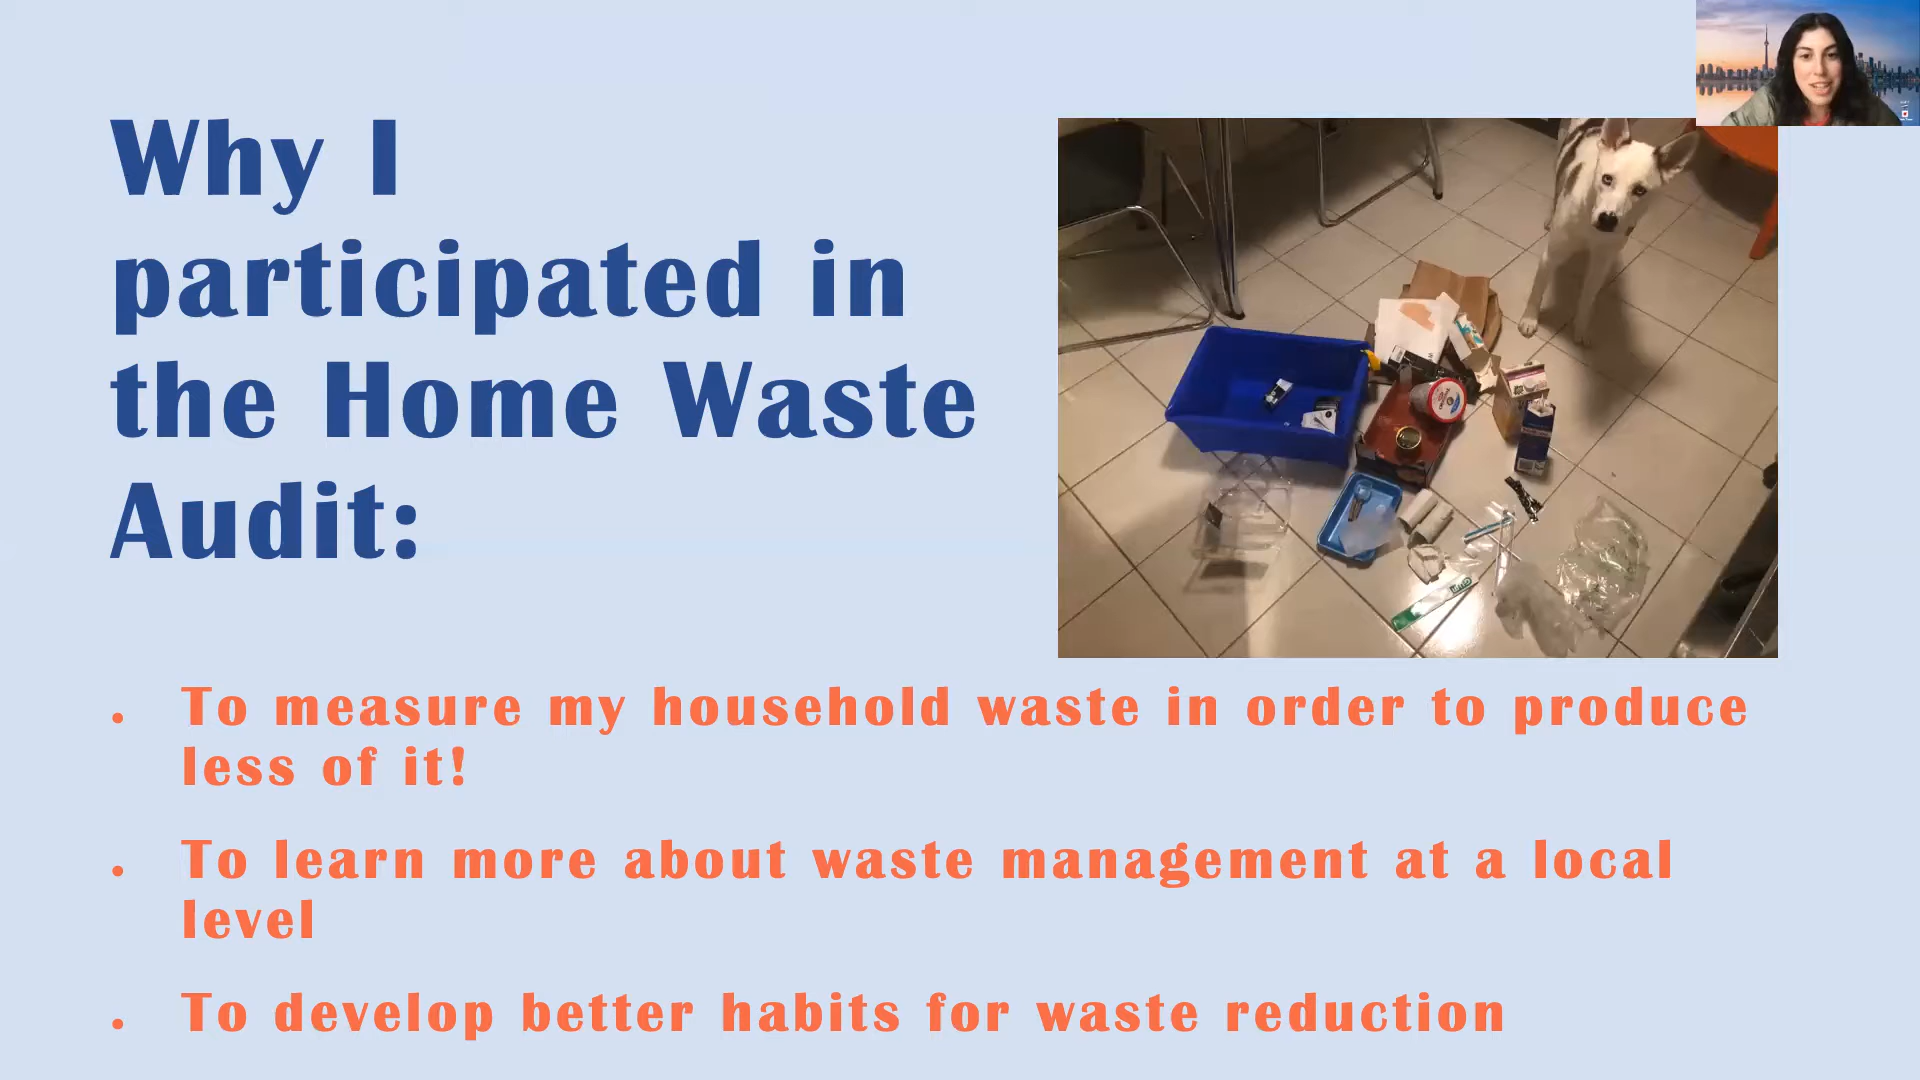 Why I
participated in
the Home Waste
Audit:
. To measure my household waste in order to produce
less of it!
. To learn more about waste management at a local
level
. To develop better habits for waste reduction